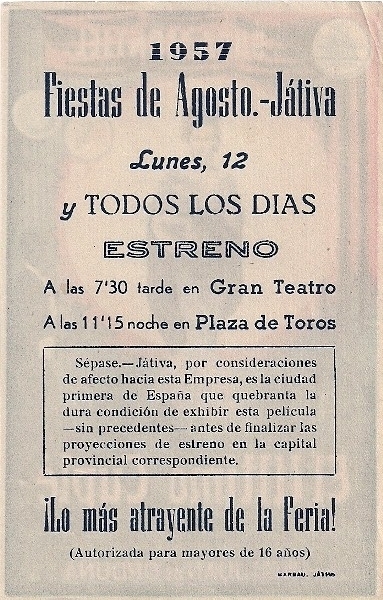 1957
Fiestas de Agosto.-Játiva
Lunes, 12
y TODOS LOS DIAS
ESTRENO
A las 7'30 tarde en Gran Teatro
A las 11'15 noche en Plaza de Toros
Sépase.—Játiva, por consideraciones
de afecto hacia esta Empresa, es la ciudad
primera de España que quebranta la
dura condición de exhibir esta película
—sin precedentes— antes de finalizar las
proyecciones de estreno en la capital
provincial correspondiente.
¡Lo más atrayente de la Feria!
(Autorizada para mayores de 16 años)